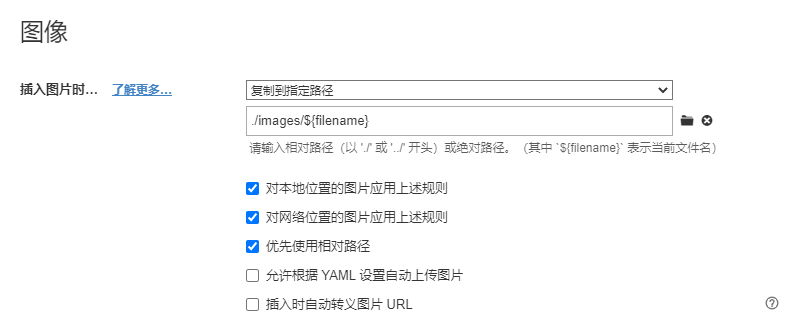 图像
插入图片时... 了解更多...
复制到指定路径
./images/${filename}
请输入相对路径（以 './' 或 '../' 开头）或绝对路径。（其中 `${filename}` 表示当前文件名）
对本地位置的图片应用上述规则
对网络位置的图片应用上述规则
优先使用相对路径
允许根据 YAML 设置自动上传图片
插入时自动转义图片 URL